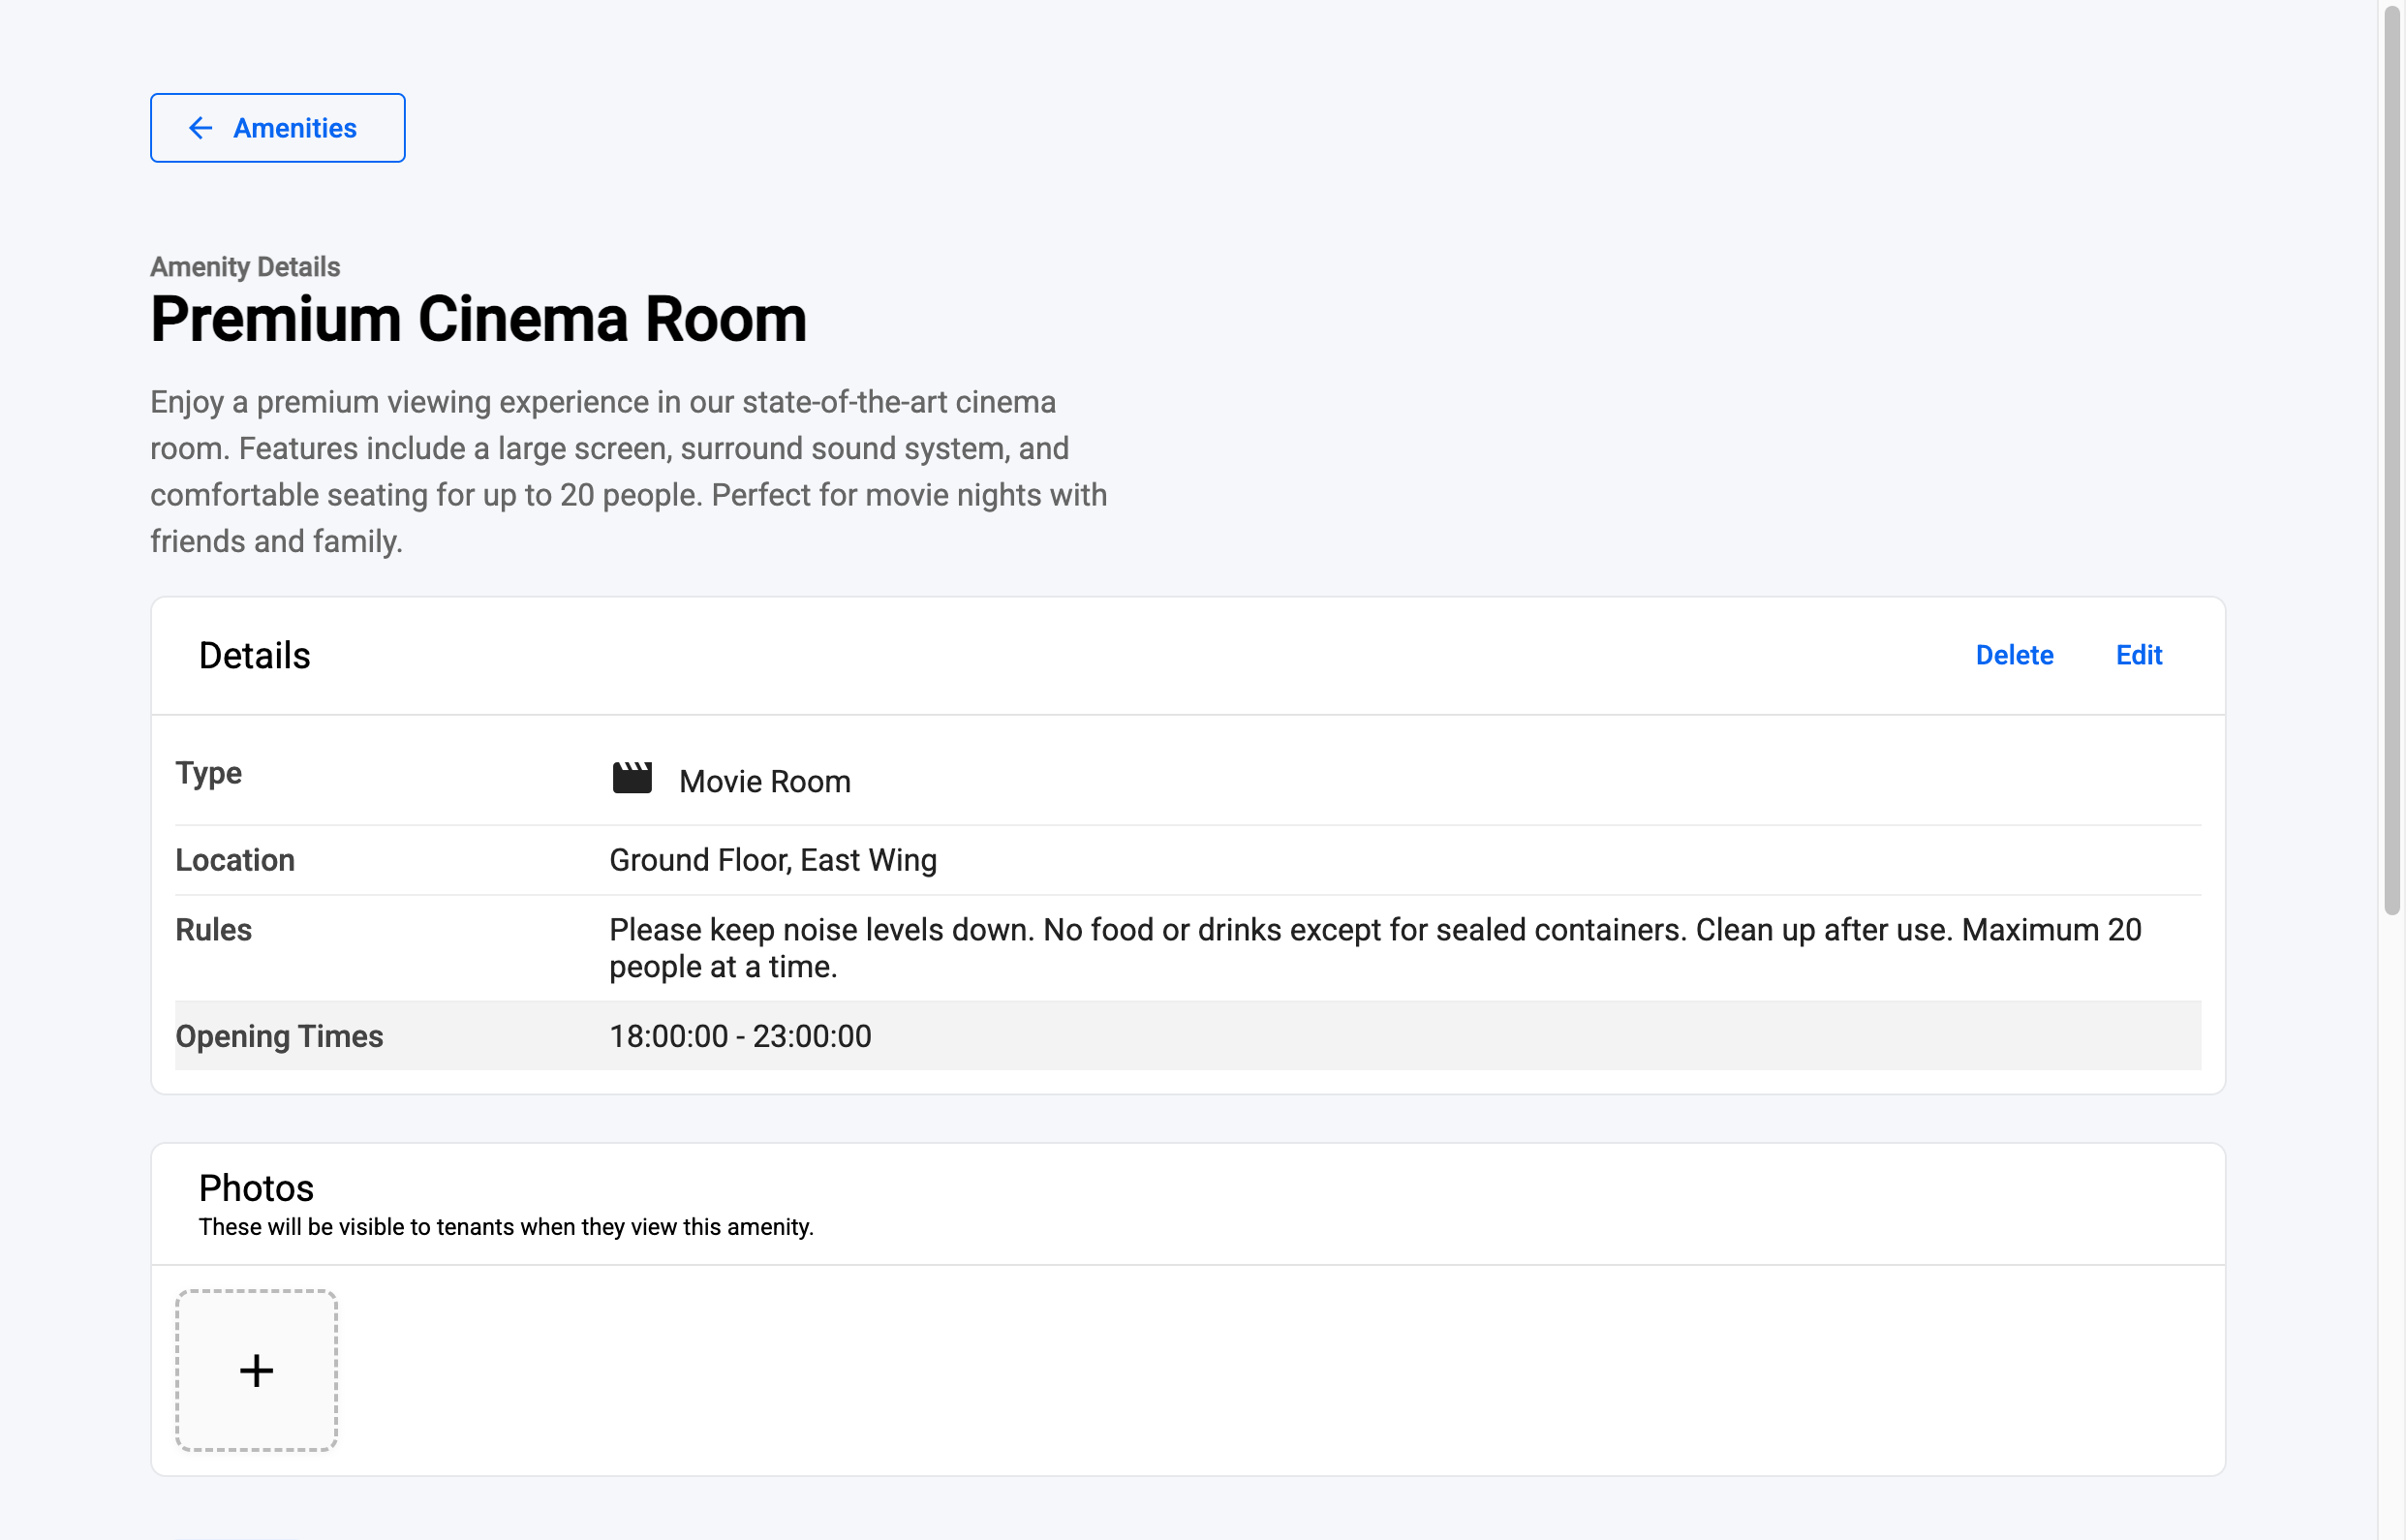 Amenities
Amenity Details
Premium Cinema Room
Enjoy a premium viewing experience in our state-of-the-art cinema
room. Features include a large screen, surround sound system, and
comfortable seating for up to 20 people. Perfect for movie nights with
friends and family.
Details
Delete
Edit
Type
Movie Room
Location
Ground Floor, East Wing
Rules
Please keep noise levels down. No food or drinks except for sealed containers. Clean up after use. Maximum 20
people at a time.
Opening Times
18:00:00 - 23:00:00
Photos
These will be visible to tenants when they view this amenity.